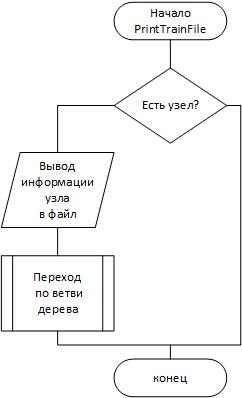 Начало
PrintTrainFile
Есть узел?
Вывод
информации
узла
в файл
Переход
по ветви
дерева
конец